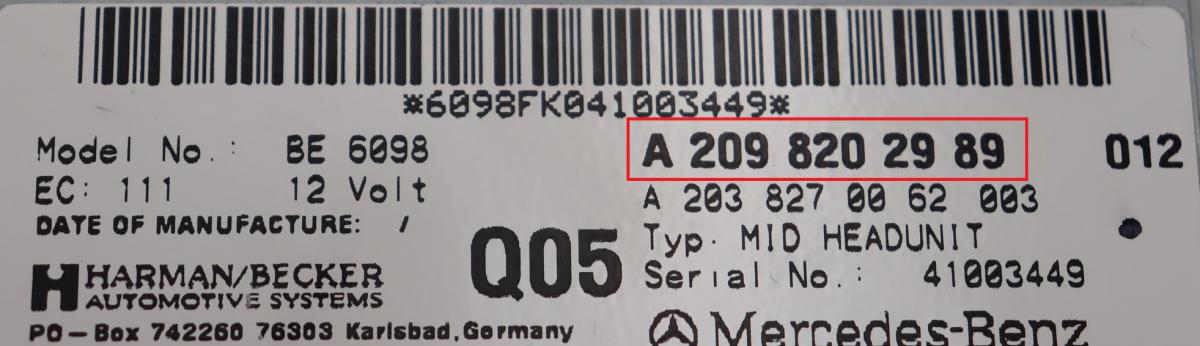 *6098FK041003449*
Model No.: BE 6098
A 209 820 29 89 012
EC: 111 12 Volt
A 203 827 00 62 003
DATE OF MANUFACTURE: /
Typ. MID HEADUNIT
Q05
Serial No.: 41003449
HARMAN/BECKER
AUTOMOTIVE SYSTEMS
PO-Box 742260 76303 Karlsbad,Germany
Mercedes-Benz